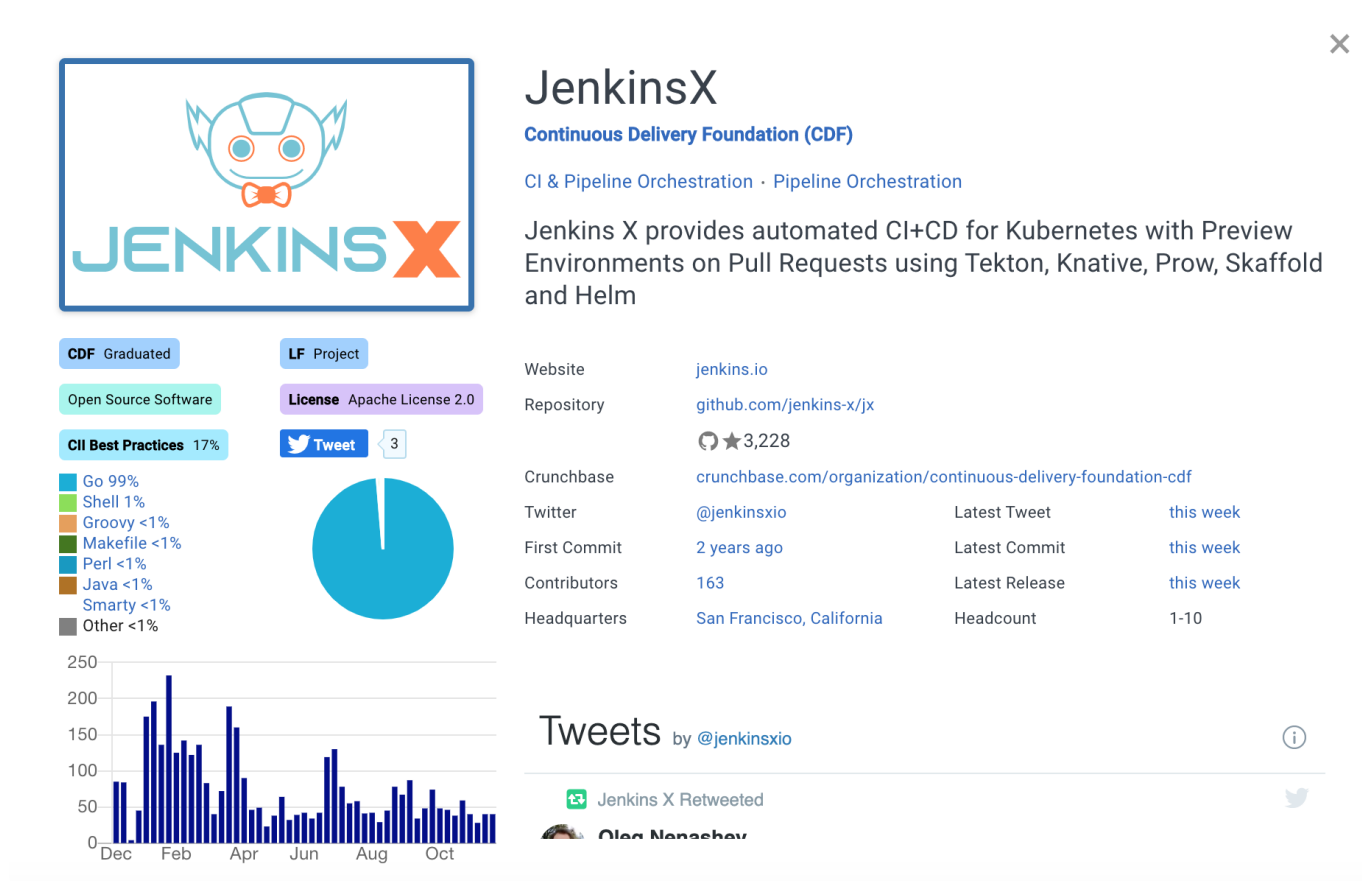 JENKINS X
JenkinsX
Continuous Delivery Foundation (CDF)
CI & Pipeline Orchestration · Pipeline Orchestration
Jenkins X provides automated CI+CD for Kubernetes with Preview
Environments on Pull Requests using Tekton, Knative, Prow, Skaffold
and Helm
CDF Graduated
LF Project
Open Source Software
License Apache License 2.0
CII Best Practices 17%
Tweet 3
Go 99%
Shell 1%
Groovy <1%
Makefile <1%
Perl <1%
Java <1%
Smarty <1%
Other <1%
250
200
150
100
50
0
Dec Feb Apr Jun Aug Oct
Website jenkins.io
Repository github.com/jenkins-x/jx
3,228
Crunchbase crunchbase.com/organization/continuous-delivery-foundation-cdf
Twitter @jenkinsxio Latest Tweet this week
First Commit 2 years ago Latest Commit this week
Contributors 163 Latest Release this week
Headquarters San Francisco, California Headcount 1-10
Tweets by @jenkinsxio
Jenkins X Retweeted
Oleg Nenashev